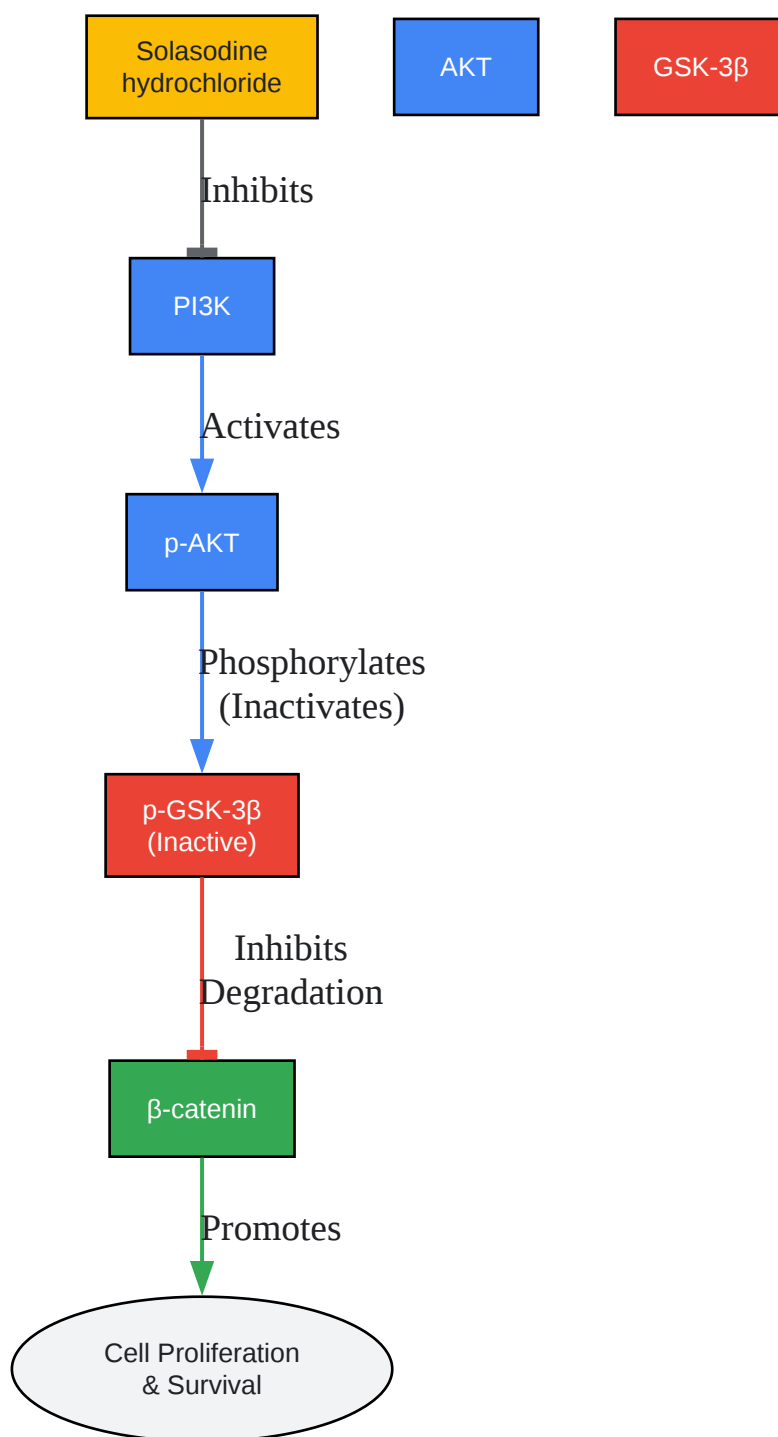 Solasodine
hydrochloride
AKT
GSK-3β
Inhibits
PI3K
Activates
p-AKT
Phosphorylates
(Inactivates)
p-GSK-3β
(Inactive)
Inhibits
Degradation
β-catenin
Promotes
Cell Proliferation
& Survival